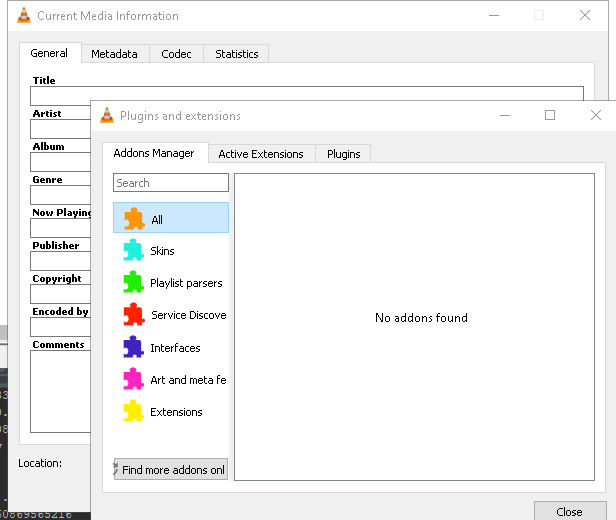 Current Media Information
General
Metadata
Codec
Statistics
Title
Artist
Album
Genre
Now Playing
Publisher
Copyright
Encoded by
Comments
Location:
Plugins and extensions
Addons Manager
Active Extensions
Plugins
Search
All
Skins
Playlist parsers
Service Discove
Interfaces
Art and meta fe
Extensions
Find more addons onl
No addons found
Close